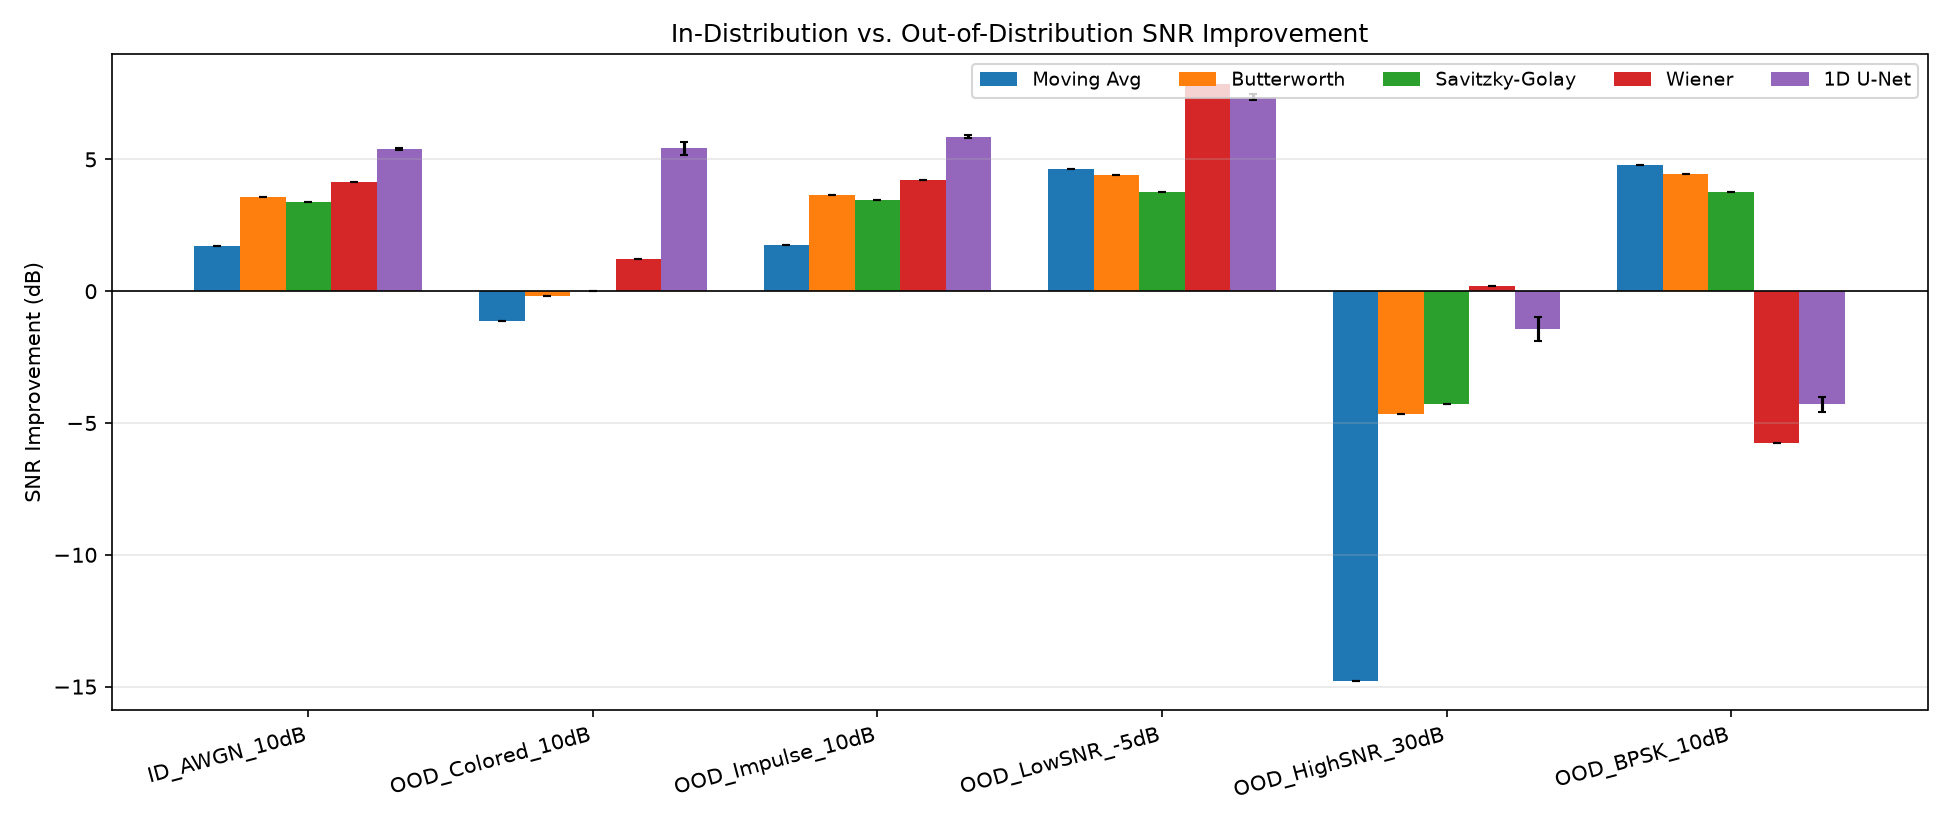 In-Distribution vs. Out-of-Distribution SNR Improvement
Moving Avg
Butterworth
Savitzky-Golay
Wiener
1D U-Net
SNR Improvement (dB)
5
0
−5
−10
−15
ID_AWGN_10dB
OOD_Colored_10dB
OOD_Impulse_10dB
OOD_LowSNR_-5dB
OOD_HighSNR_30dB
OOD_BPSK_10dB